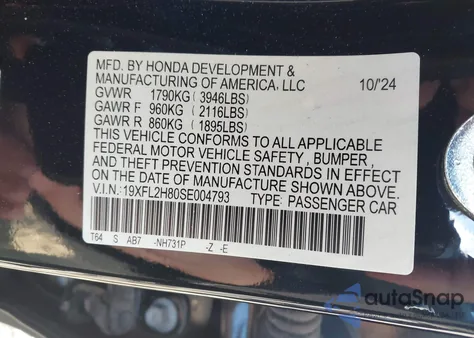 MFD. BY HONDA DEVELOPMENT &
MANUFACTURING OF AMERICA, LLC 10/'24
GVWR 1790KG ( 3946LBS)
GAWR F 960KG ( 2116LBS)
GAWR R 860KG ( 1895LBS)
THIS VEHICLE CONFORMS TO ALL APPLICABLE
FEDERAL MOTOR VEHICLE SAFETY , BUMPER ,
AND THEFT PREVENTION STANDARDS IN EFFECT
ON THE DATE OF MANUFACTURE SHOWN ABOVE.
V.I.N.: 19XFL2H80SE004793 TYPE: PASSENGER CAR
T64 S AB7 -NH731P -Z -E
autoSnap